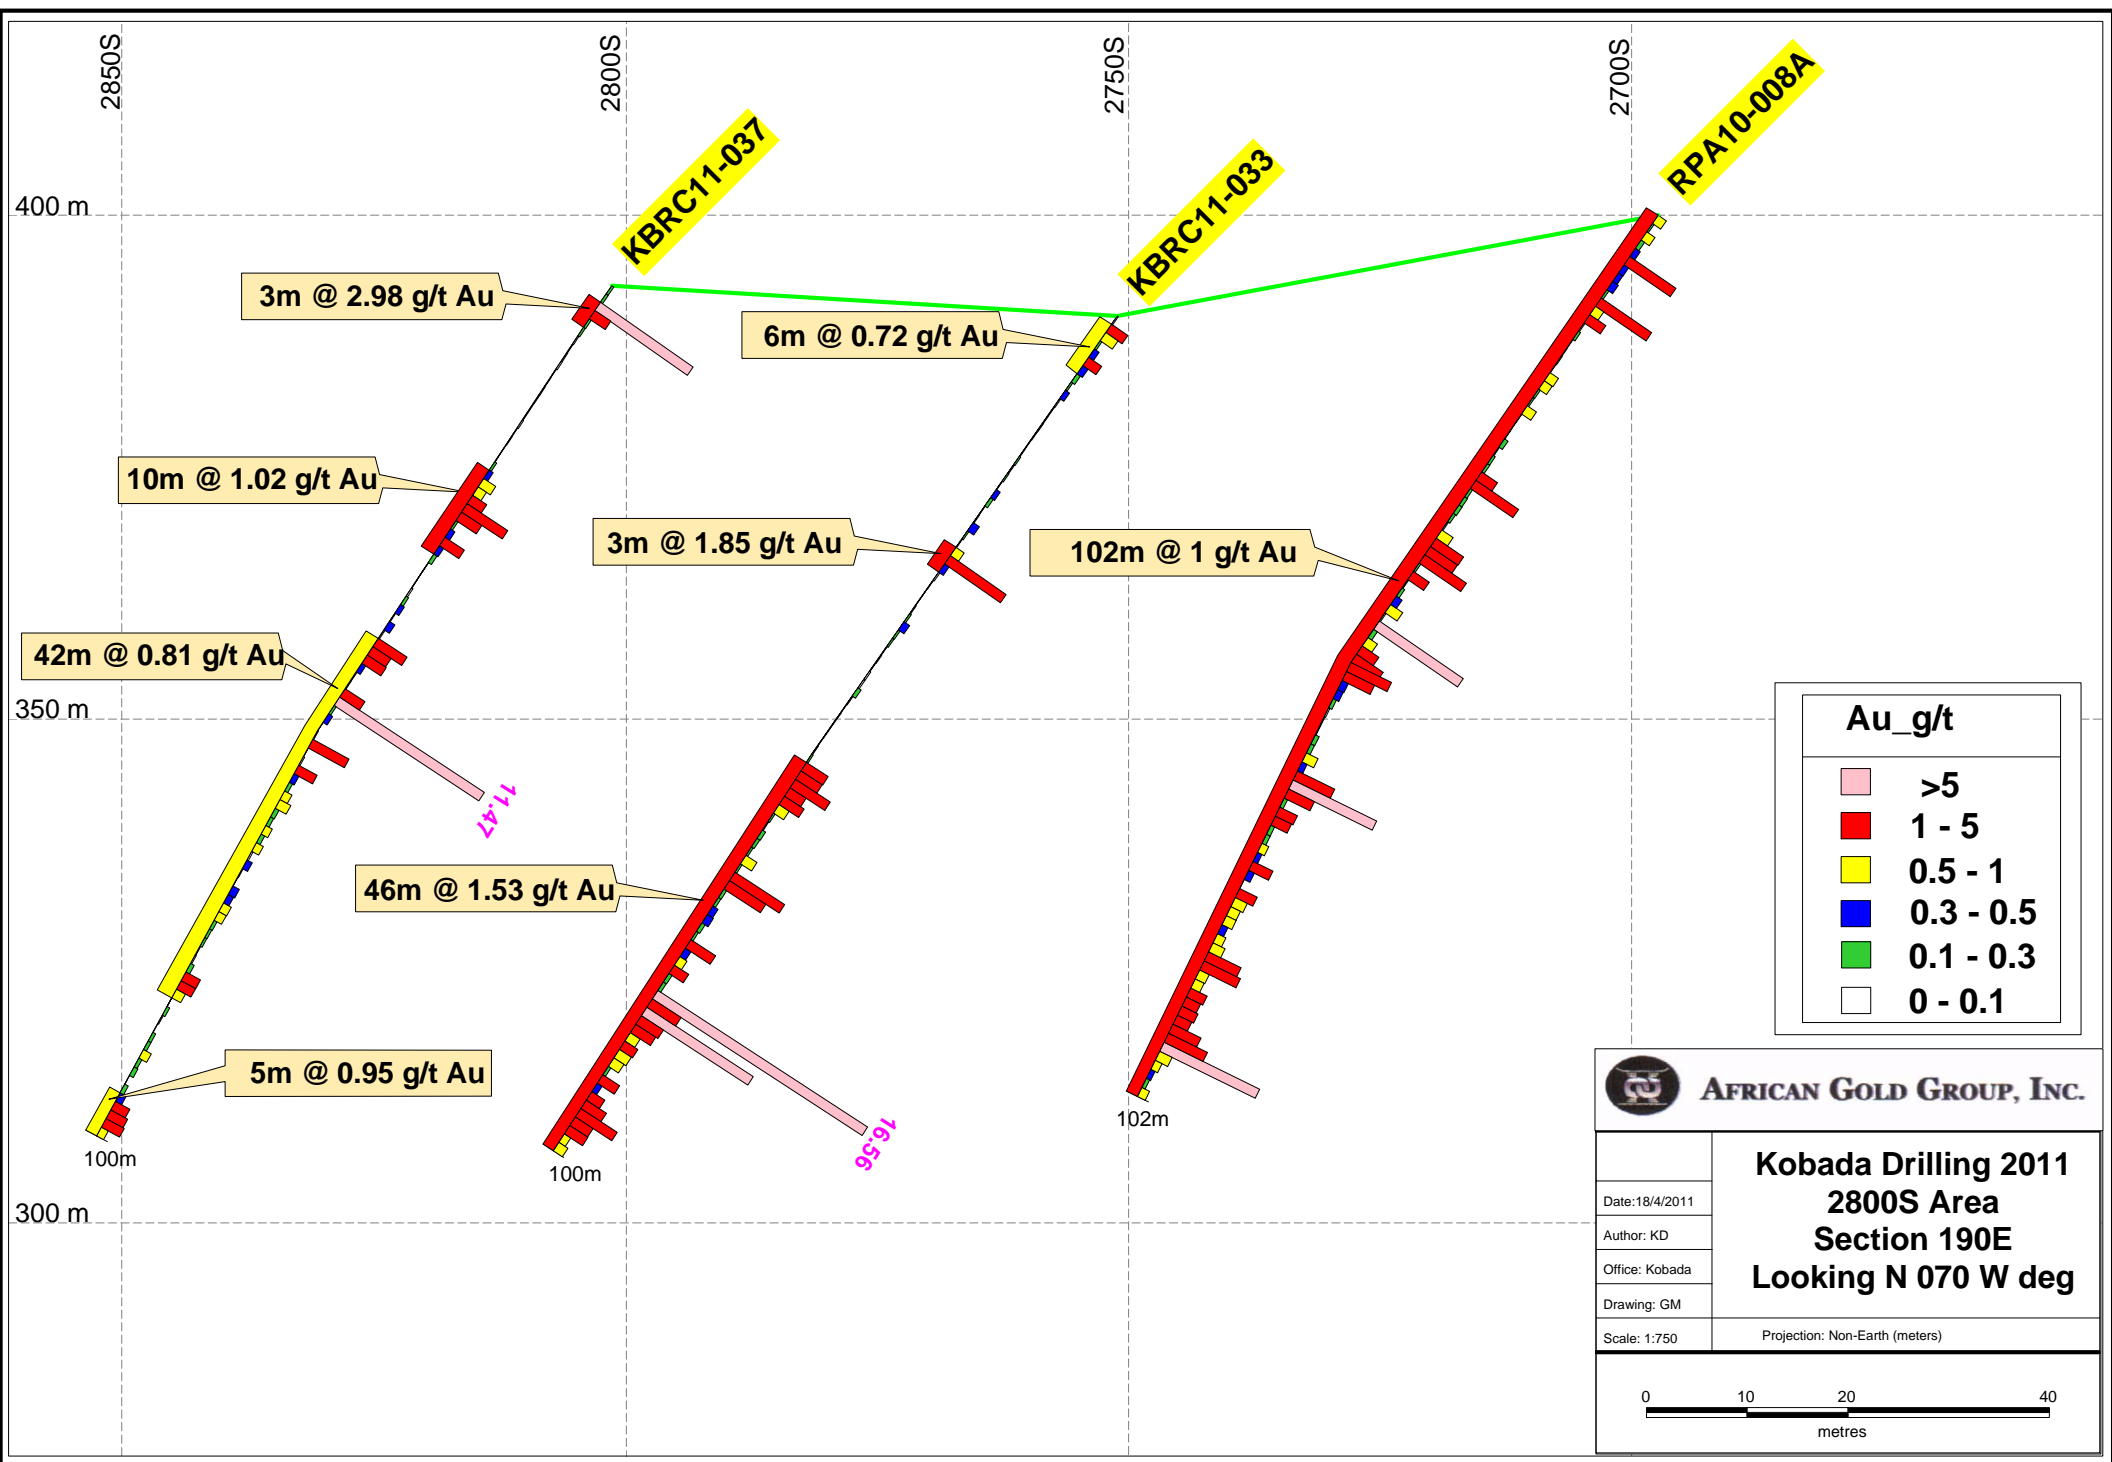 2850S
2800S
2750S
2700S
KBRC11-037
KBRC11-033
RPA10-008A
400 m
350 m
300 m
3m @ 2.98 g/t Au
6m @ 0.72 g/t Au
10m @ 1.02 g/t Au
3m @ 1.85 g/t Au
102m @ 1 g/t Au
42m @ 0.81 g/t Au
11.47
46m @ 1.53 g/t Au
5m @ 0.95 g/t Au
16.56
100m
100m
102m
Au_g/t
>5
1 - 5
0.5 - 1
0.3 - 0.5
0.1 - 0.3
0 - 0.1
AFRICAN GOLD GROUP, INC.
Kobada Drilling 2011
2800S Area
Section 190E
Looking N 070 W deg
Date:18/4/2011
Author: KD
Office: Kobada
Drawing: GM
Scale: 1:750
Projection: Non-Earth (meters)
0 10 20 40
metres